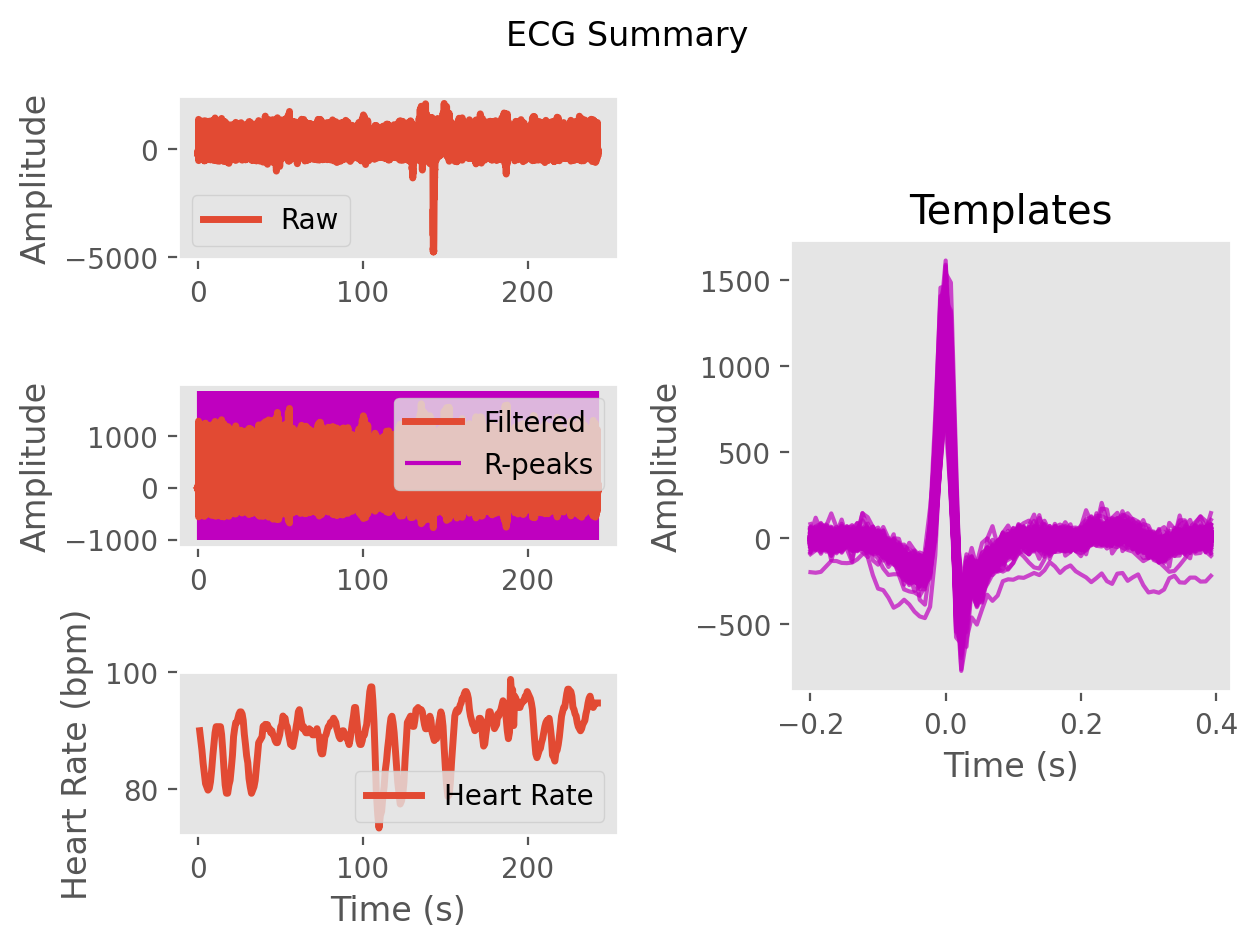 ECG Summary
Amplitude
0
−5000
Raw
0
100
200
Amplitude
1000
0
−1000
Filtered
R-peaks
0
100
200
Heart Rate (bpm)
100
80
Heart Rate
0
100
200
Time (s)
Templates
Amplitude
1500
1000
500
0
−500
−0.2
0.0
0.2
0.4
Time (s)